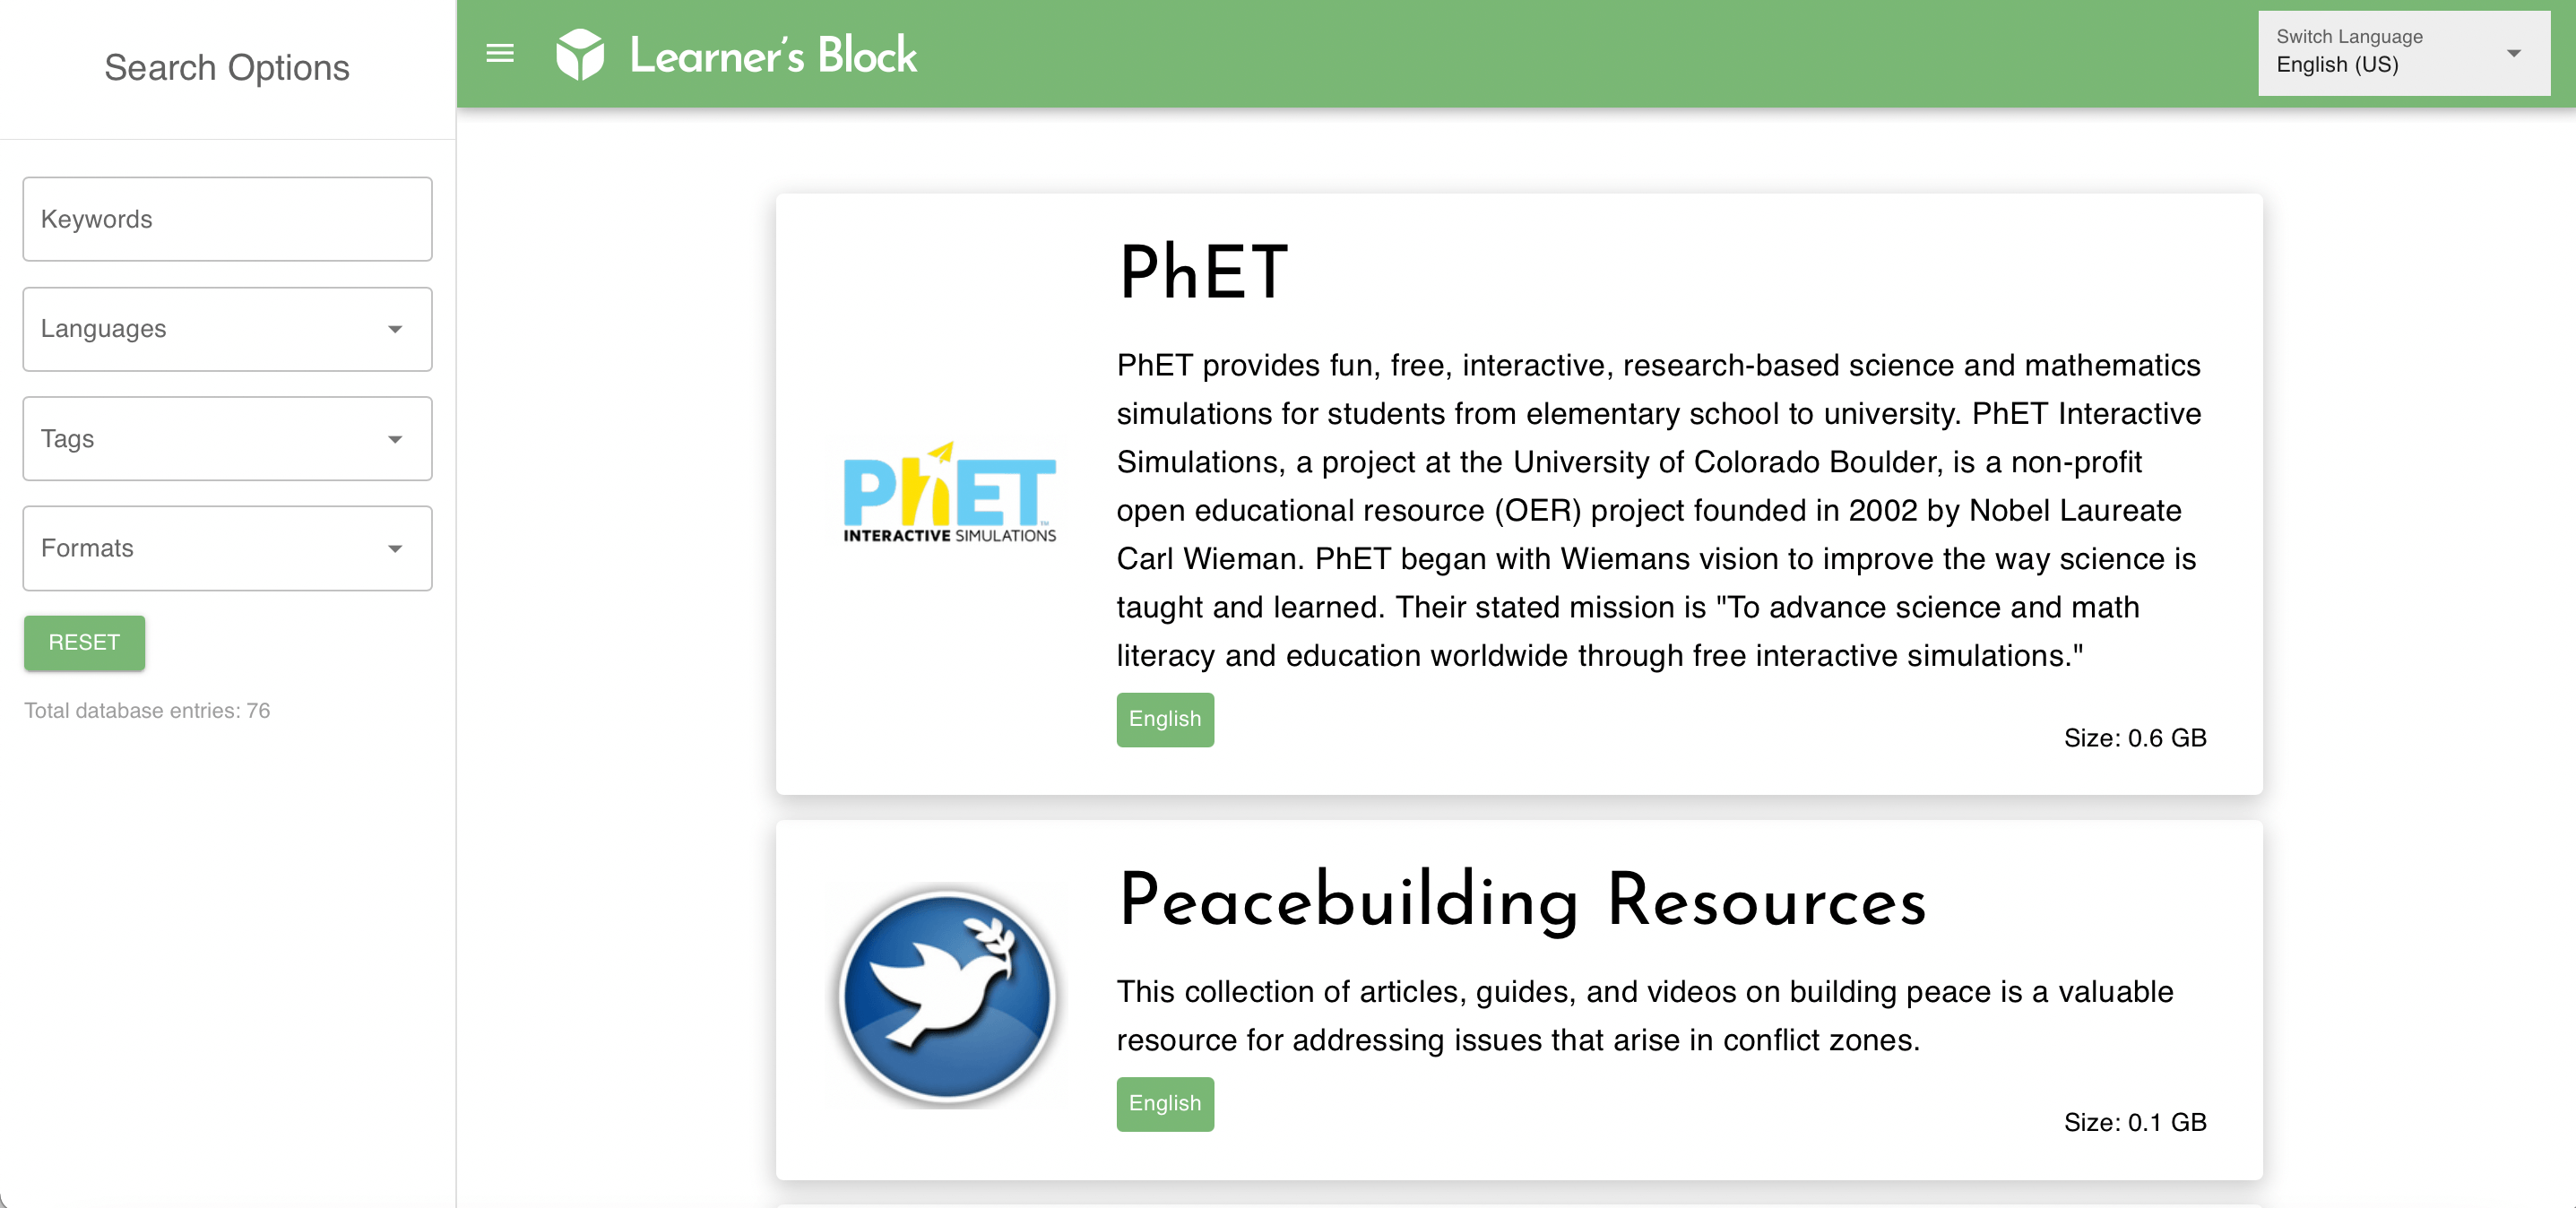 Search Options
Keywords
Languages
Tags
Formats
RESET
Total database entries: 76
Learner's Block
Switch Language
English (US)
PhET
PhET
INTERACTIVE SIMULATIONS
PhET provides fun, free, interactive, research-based science and mathematics
simulations for students from elementary school to university. PhET Interactive
Simulations, a project at the University of Colorado Boulder, is a non-profit
open educational resource (OER) project founded in 2002 by Nobel Laureate
Carl Wieman. PhET began with Wiemans vision to improve the way science is
taught and learned. Their stated mission is "To advance science and math
literacy and education worldwide through free interactive simulations."
English
Size: 0.6 GB
Peacebuilding Resources
This collection of articles, guides, and videos on building peace is a valuable
resource for addressing issues that arise in conflict zones.
English
Size: 0.1 GB